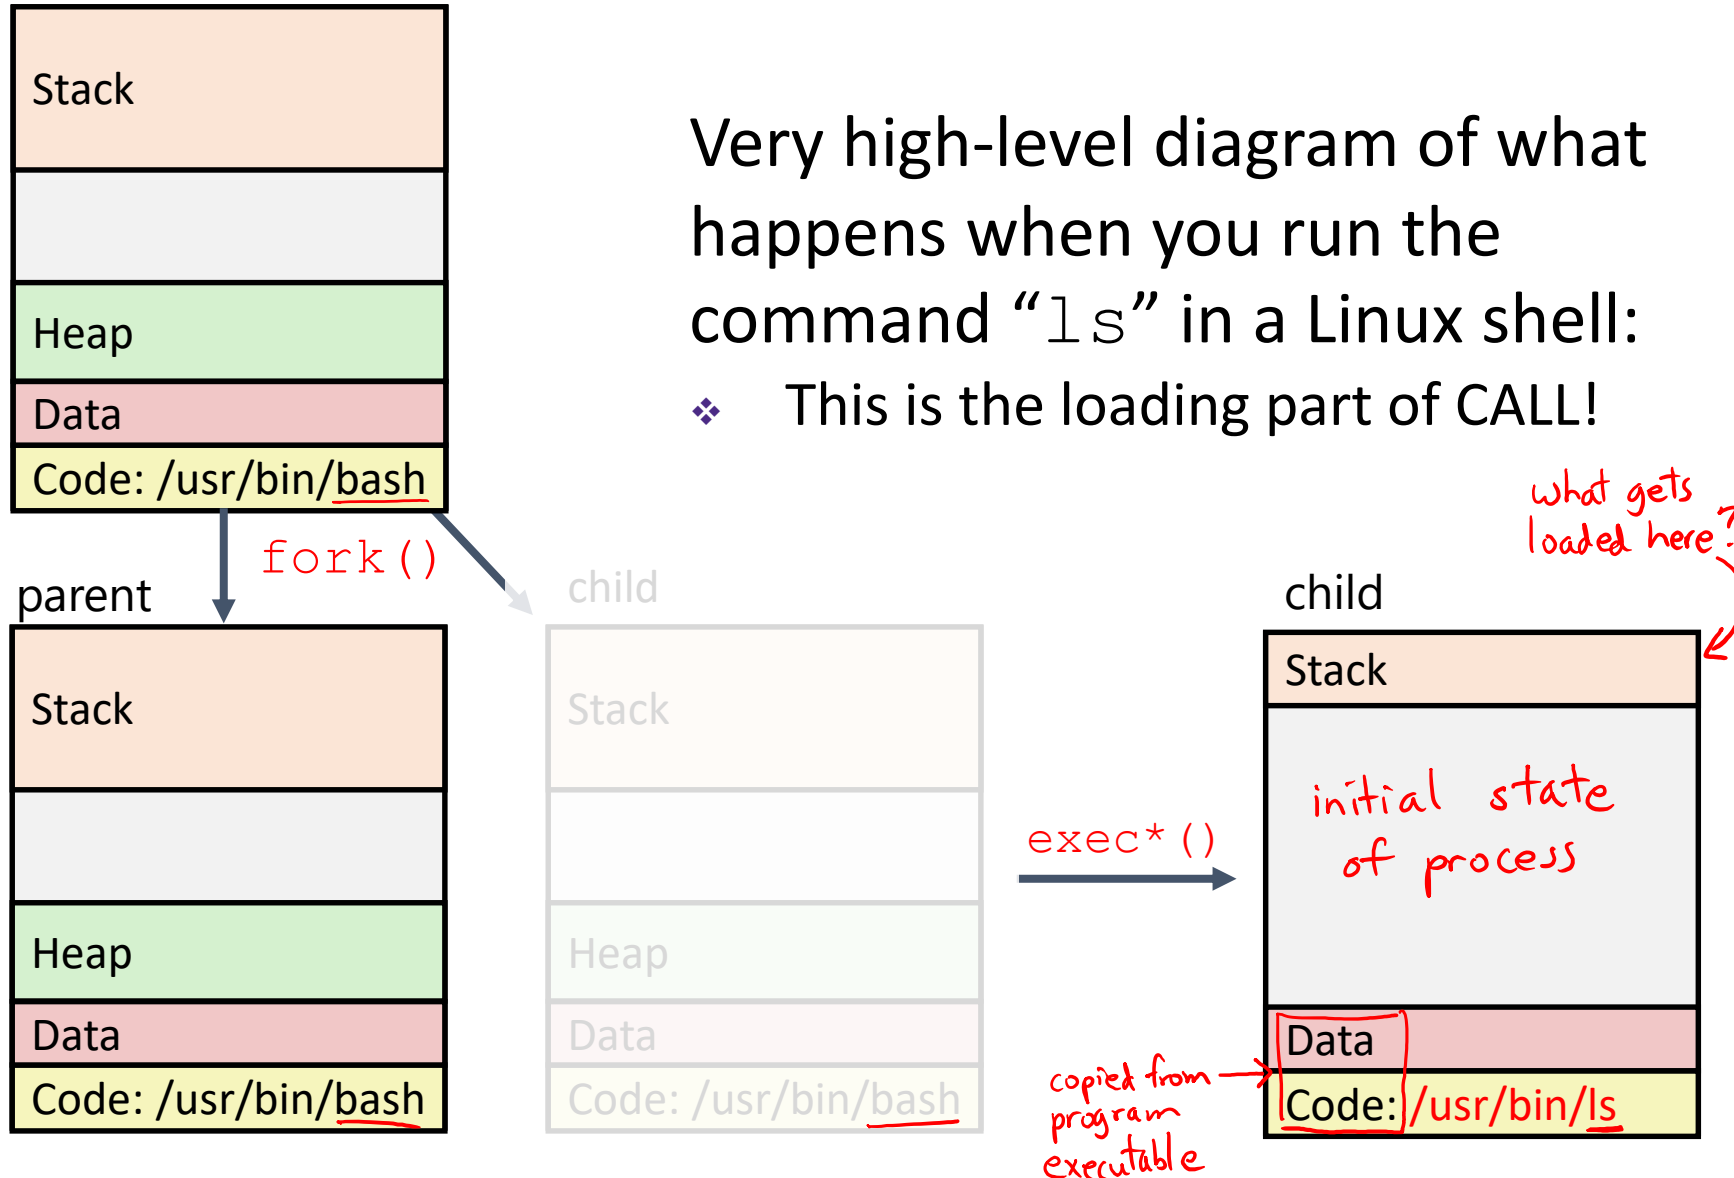 Stack
Heap
Data
Code: /usr/bin/bash
Very high-level diagram of what
happens when you run the
command “ls” in a Linux shell:
❖ This is the loading part of CALL!
fork()
parent
Stack
Heap
Data
Code: /usr/bin/bash
child
Stack
Heap
Data
Code: /usr/bin/bash
exec*()
what gets
loaded here?
child
Stack
initial state
of process
Data
Code: /usr/bin/ls
copied from
program
executable